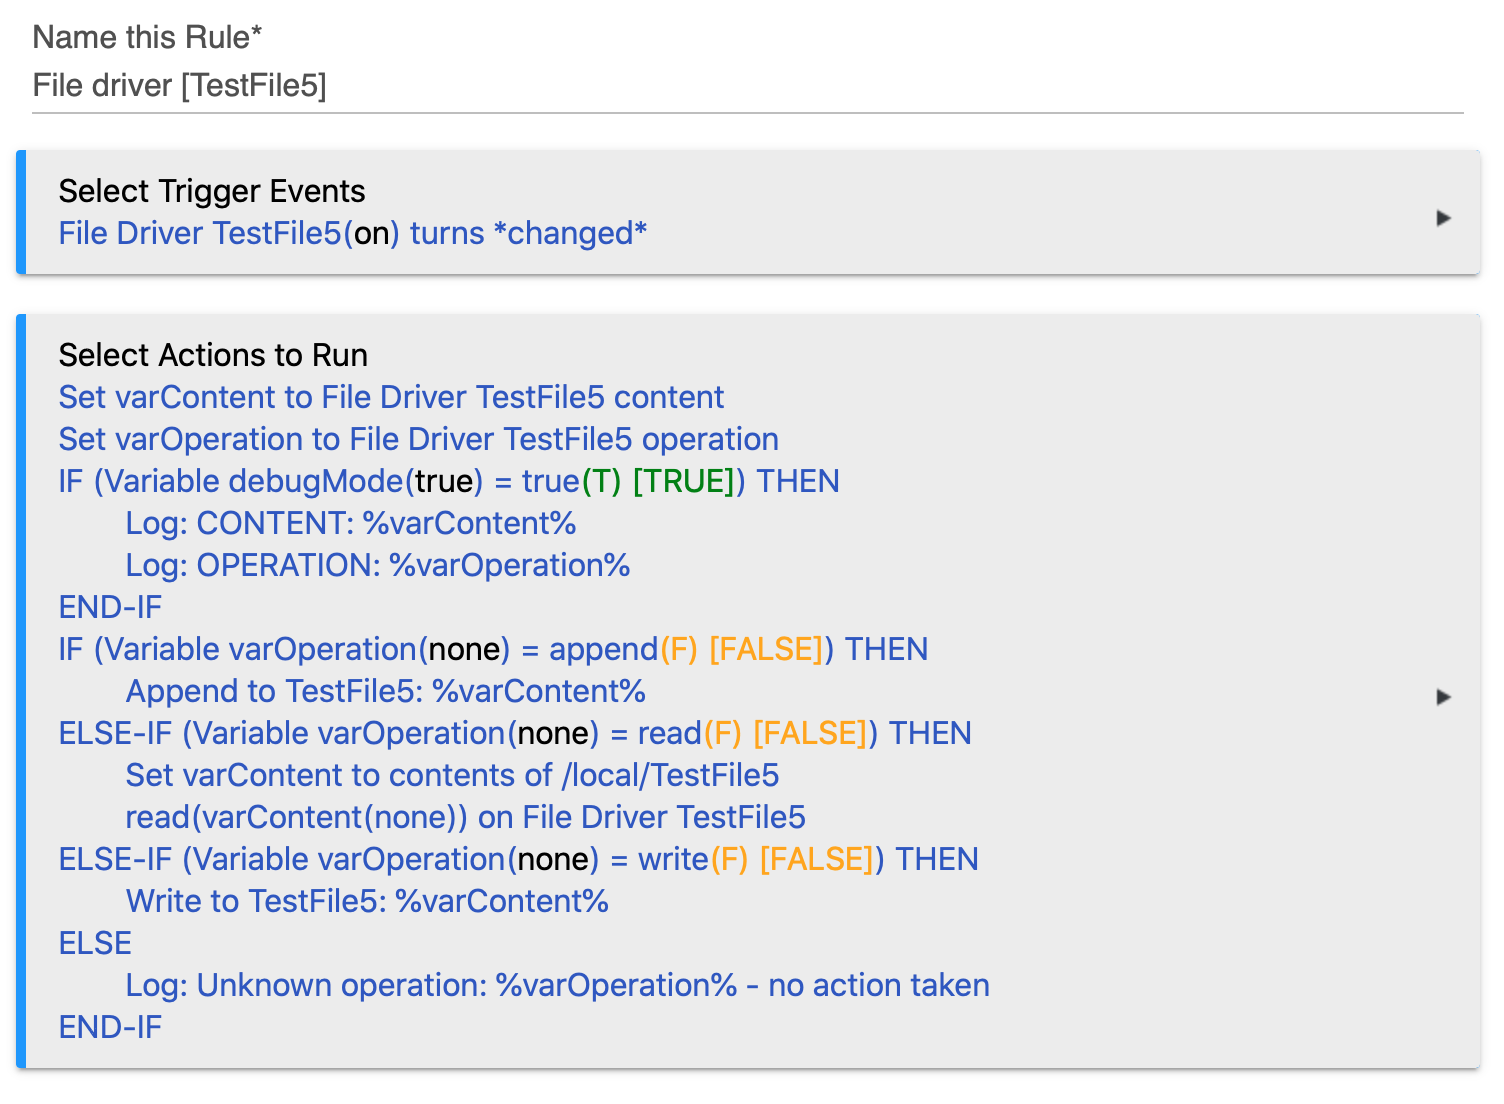 Name this Rule*
File driver [TestFile5]
Select Trigger Events
File Driver TestFile5(on) turns *changed*
Select Actions to Run
Set varContent to File Driver TestFile5 content
Set varOperation to File Driver TestFile5 operation
IF (Variable debugMode(true) = true(T) [TRUE]) THEN
Log: CONTENT: %varContent%
Log: OPERATION: %varOperation%
END-IF
IF (Variable varOperation(none) = append(F) [FALSE]) THEN
Append to TestFile5: %varContent%
ELSE-IF (Variable varOperation(none) = read(F) [FALSE]) THEN
Set varContent to contents of /local/TestFile5
read(varContent(none)) on File Driver TestFile5
ELSE-IF (Variable varOperation(none) = write(F) [FALSE]) THEN
Write to TestFile5: %varContent%
ELSE
Log: Unknown operation: %varOperation% - no action taken
END-IF